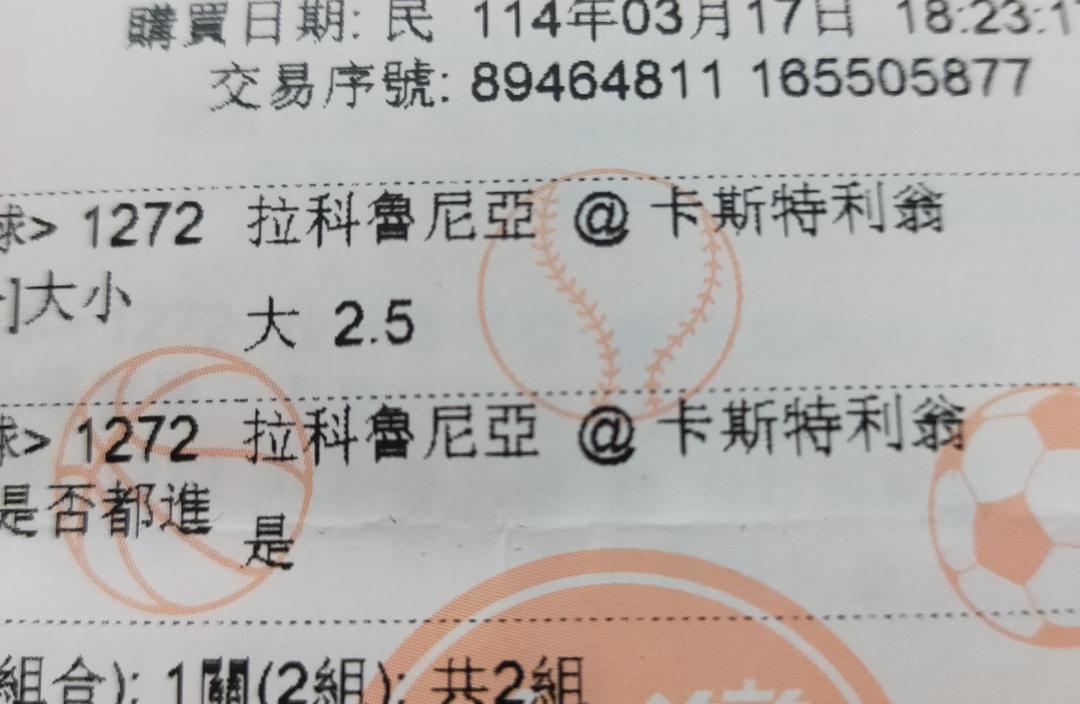 購買日期: 民 114年03月17日 18:23:1
交易序號: 89464811 165505877
球> 1272 拉科魯尼亞 @ 卡斯特利翁
大小
大 2.5
球> 1272 拉科魯尼亞 @ 卡斯特利翁
是否都進
是
組合): 1關(2組); 共2組